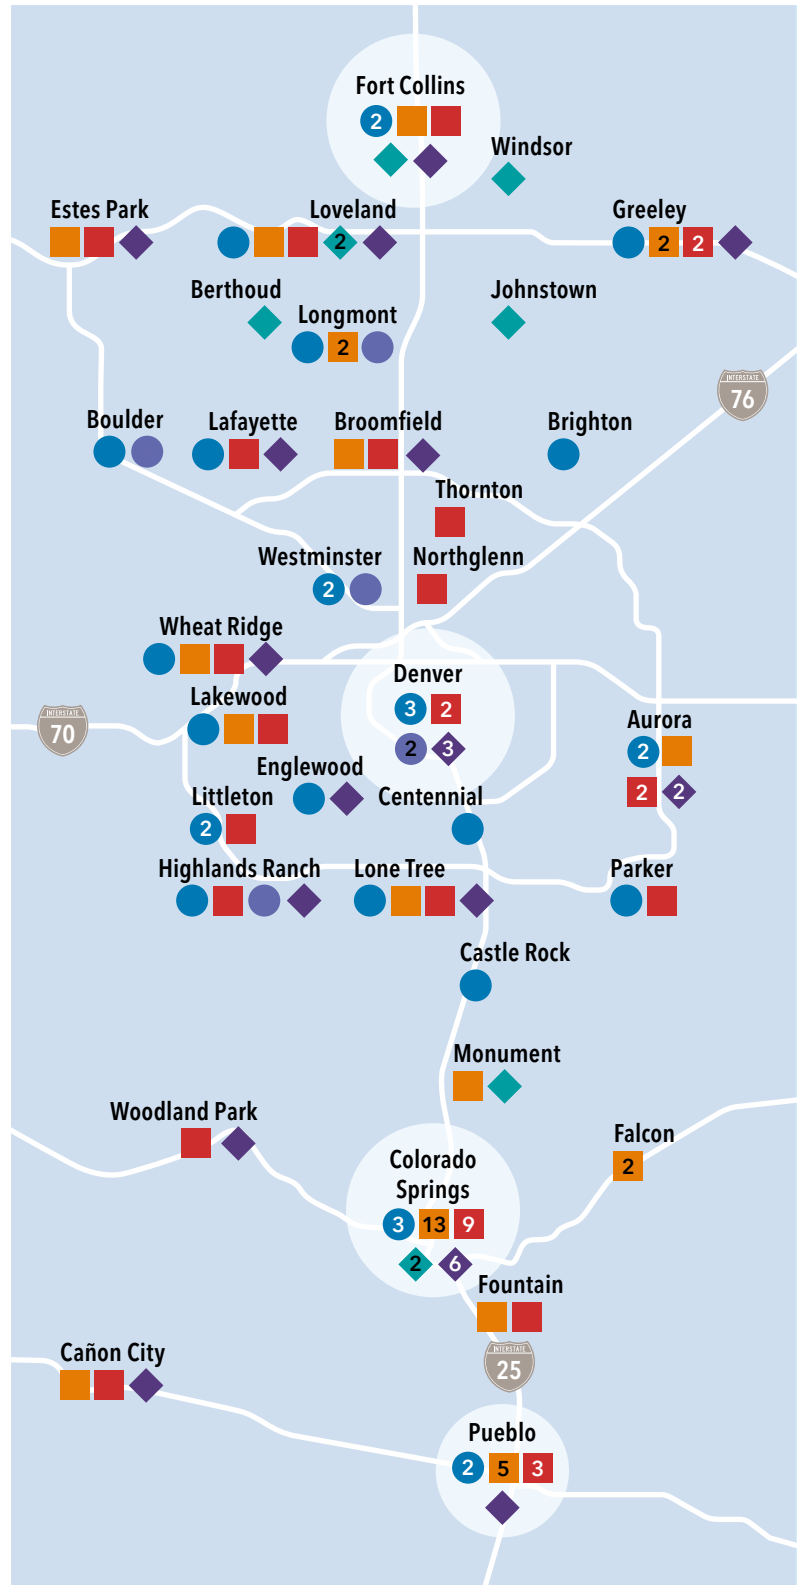 Fort Collins
2
Windsor
Estes Park
Loveland
2
Greeley
2 2
Berthoud
Johnstown
Longmont
2
INTERSTATE
76
Boulder
Lafayette
Broomfield
Brighton
Thornton
Westminster
2
Northglenn
Wheat Ridge
Denver
3 2
2 3
Lakewood
INTERSTATE
70
Aurora
2
2 2
Englewood
Littleton
2
Centennial
Highlands Ranch
Lone Tree
Parker
Castle Rock
Monument
Woodland Park
Falcon
2
Colorado
Springs
3 13 9
2 6
Fountain
INTERSTATE
25
Cañon City
Pueblo
2 5 3